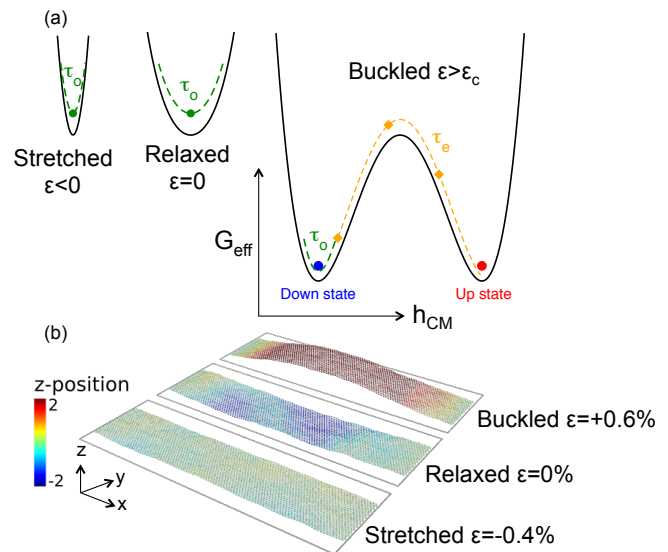 (a)
τo
τo
Buckled ε>εc
τe
Stretched
ε<0
Relaxed
ε=0
Geff
τo
Down state
Up state
hCM
(b)
z-position
2
-2
z
y
x
Buckled ε=+0.6%
Relaxed ε=0%
Stretched ε=-0.4%